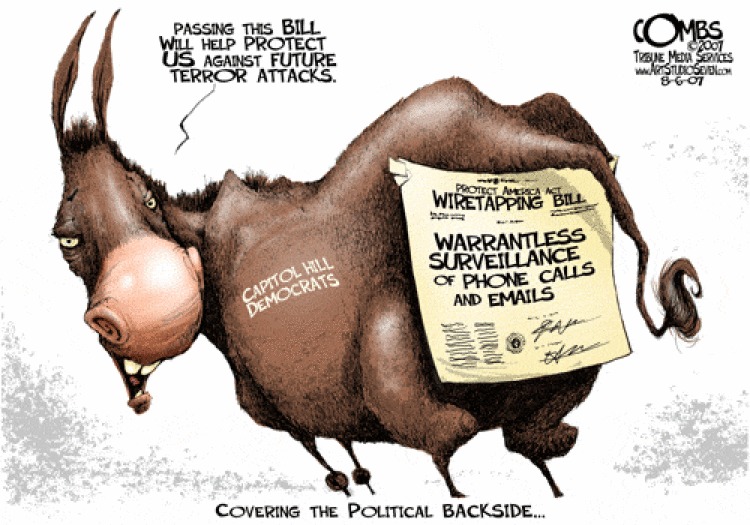 PASSING THIS BILL
WILL HELP PROTECT
US AGAINST FUTURE
TERROR ATTACKS.
COMBS
©2007
TRIBUNE MEDIA SERVICES
www.ARTSTUDIOSEVEN.com
8-6-07
PROTECT AMERICA ACT
WIRETAPPING BILL
WARRANTLESS
SURVEILLANCE
OF PHONE CALLS
AND EMAILS
CAPITOL HILL
DEMOCRATS
COVERING THE POLITICAL BACKSIDE...